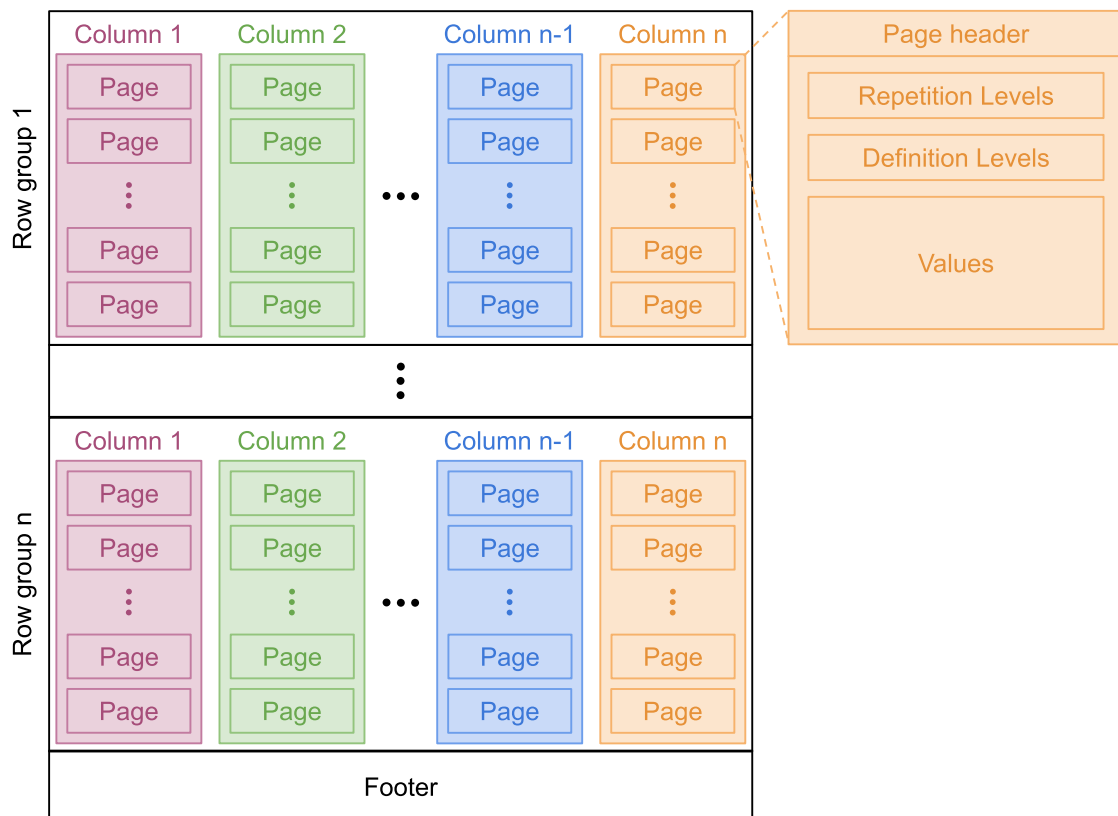 Column 1 Column 2 Column n-1 Column n Page header
Page Page Page Page Repetition Levels
Page Page Page Page Definition Levels
Row group 1
Page Page Page Page Values
Page Page Page Page
Column 1 Column 2 Column n-1 Column n
Page Page Page Page
Page Page Page Page
Row group n
Page Page Page Page
Page Page Page Page
Footer